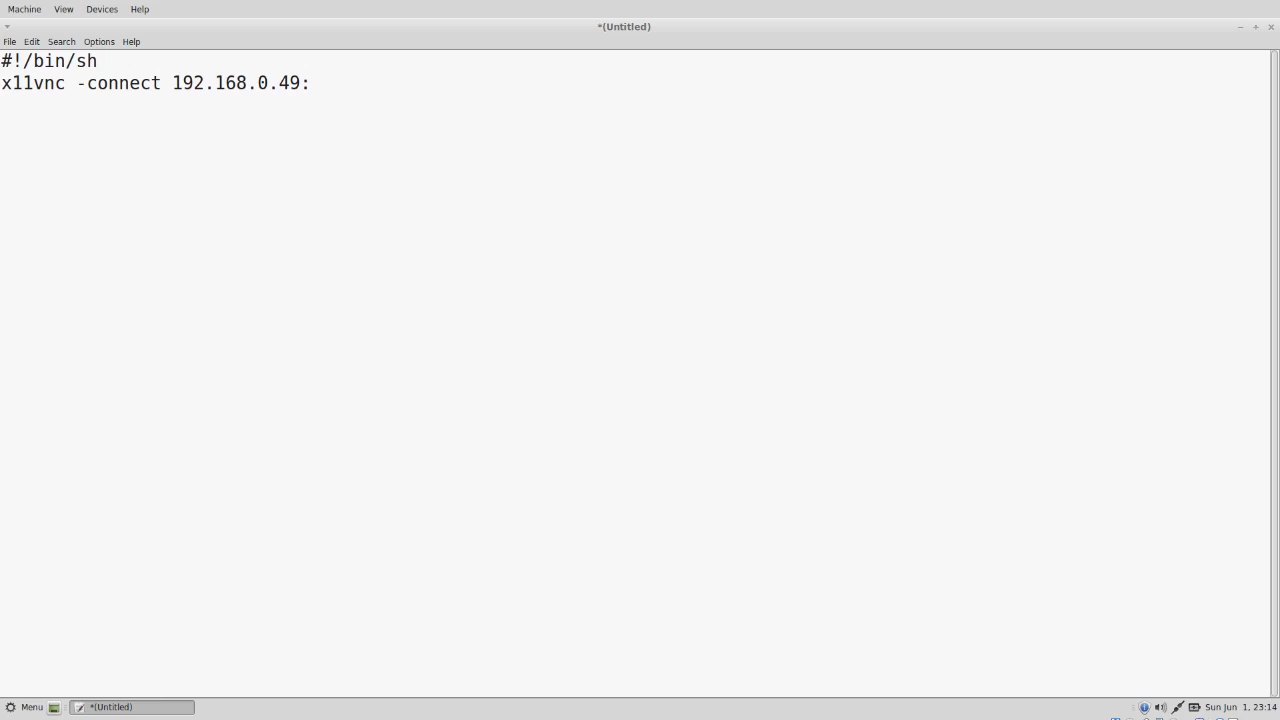 Machine View Devices Help
*(Untitled)
File Edit Search Options Help
#!/bin/sh
x11vnc -connect 192.168.0.49:
Menu *(Untitled) Sun Jun 1, 23:14